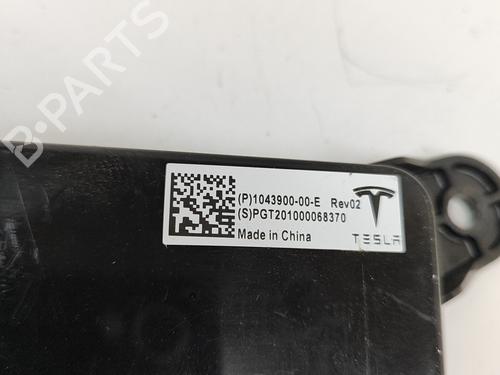 B-PARTS
(P)1043900-00-E Rev02
(S)PGT201000068370
Made in China
TESLA